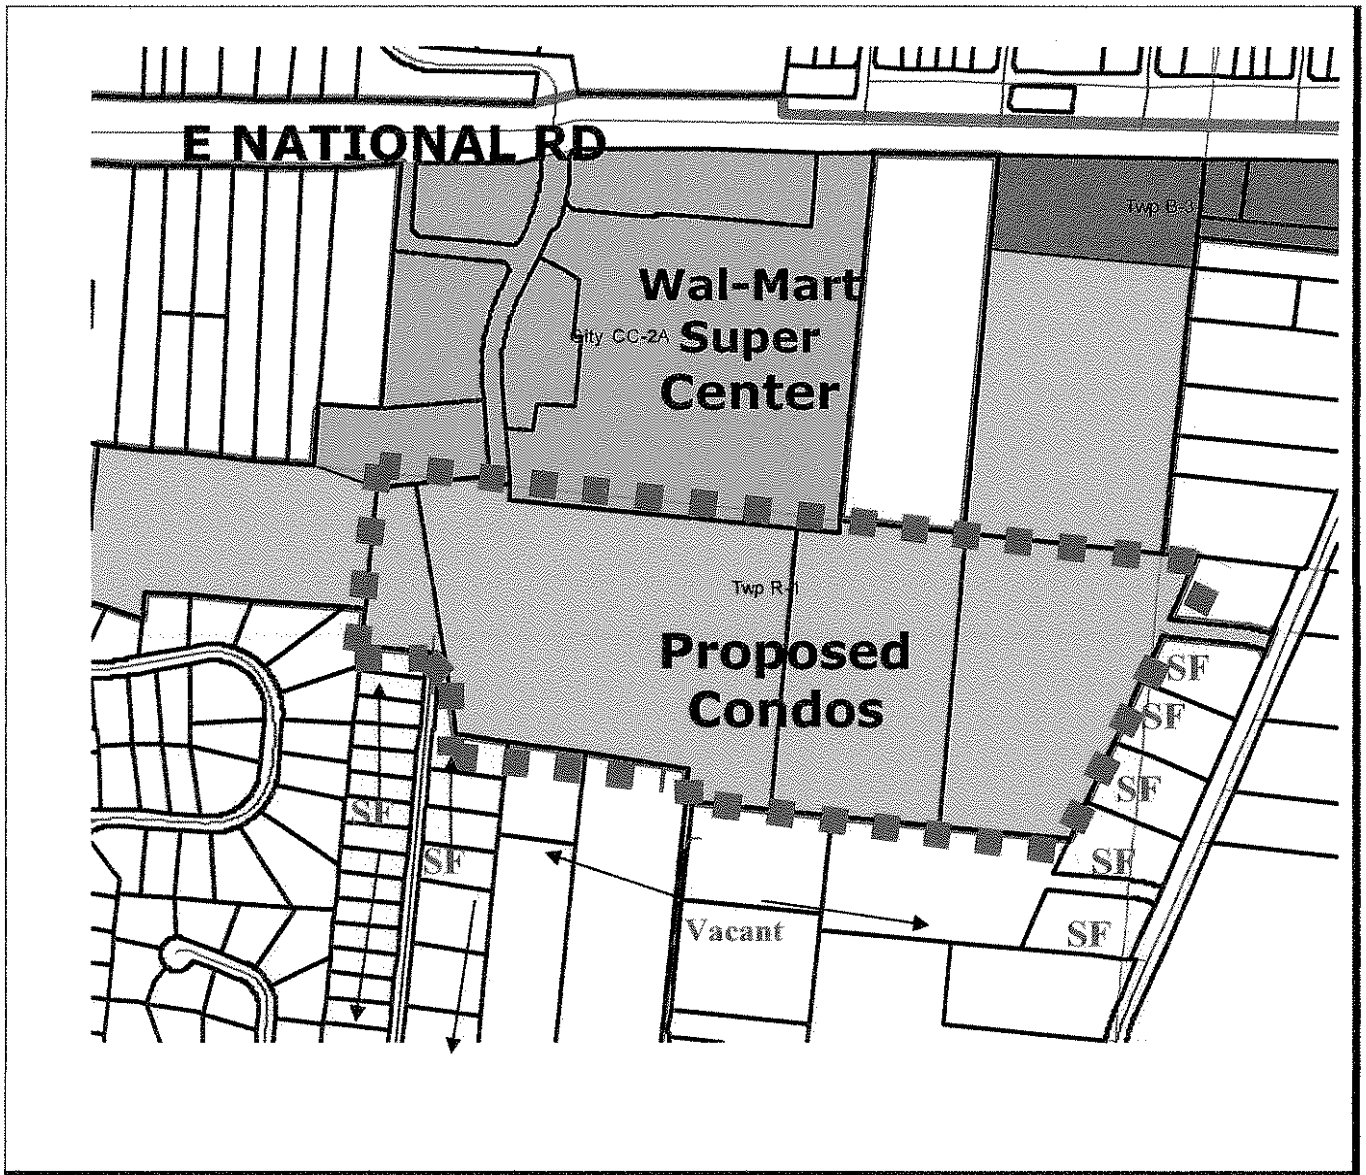 E NATIONAL RD
Twp B-3
Wal-Mart
City CC-2A Super
Center
Twp R-1
Proposed
Condos
SF
SF
SF
SF
SF
SF
Vacant
SF